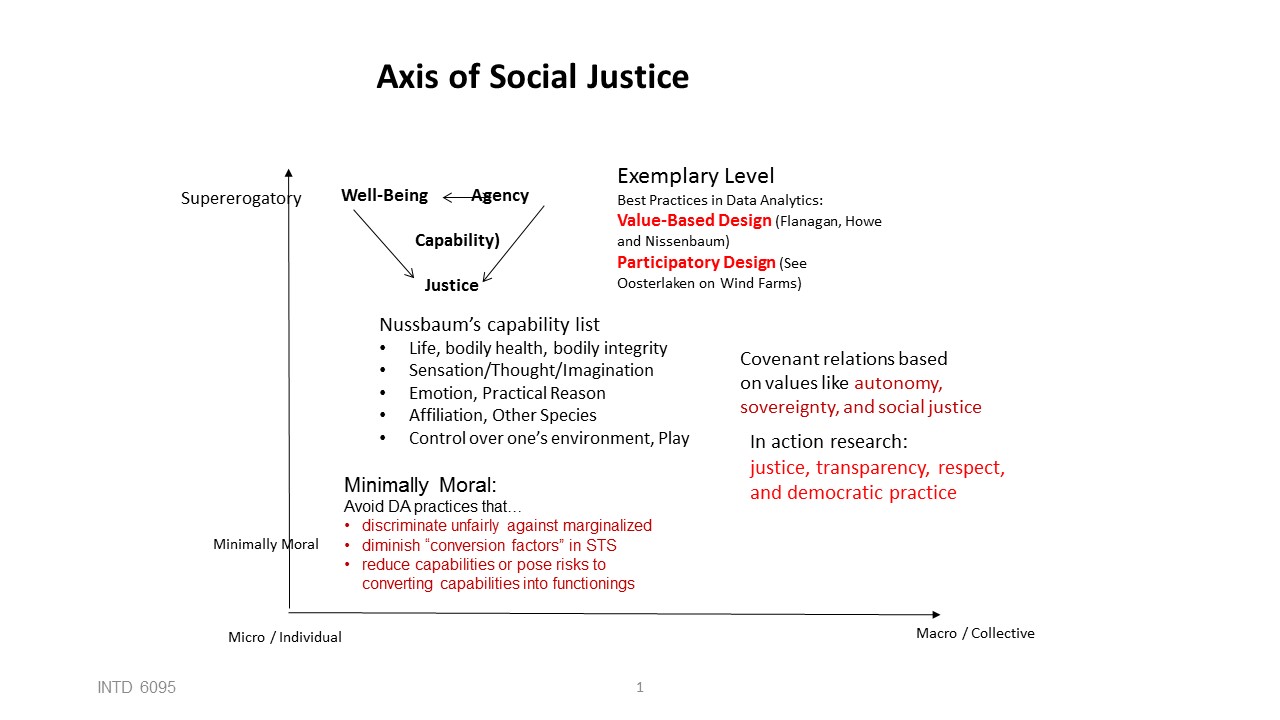 Axis of Social Justice
Supererogatory
Well-Being
Agency
Capability)
Justice
Exemplary Level
Best Practices in Data Analytics:
Value-Based Design (Flanagan, Howe
and Nissenbaum)
Participatory Design (See
Oosterlaken on Wind Farms)
Nussbaum’s capability list
• Life, bodily health, bodily integrity
• Sensation/Thought/Imagination
• Emotion, Practical Reason
• Affiliation, Other Species
• Control over one’s environment, Play
Covenant relations based
on values like autonomy,
sovereignty, and social justice
In action research:
justice, transparency, respect,
and democratic practice
Minimally Moral:
Avoid DA practices that…
• discriminate unfairly against marginalized
• diminish “conversion factors” in STS
• reduce capabilities or pose risks to
converting capabilities into functionings
Minimally Moral
Micro / Individual
Macro / Collective
INTD 6095
1